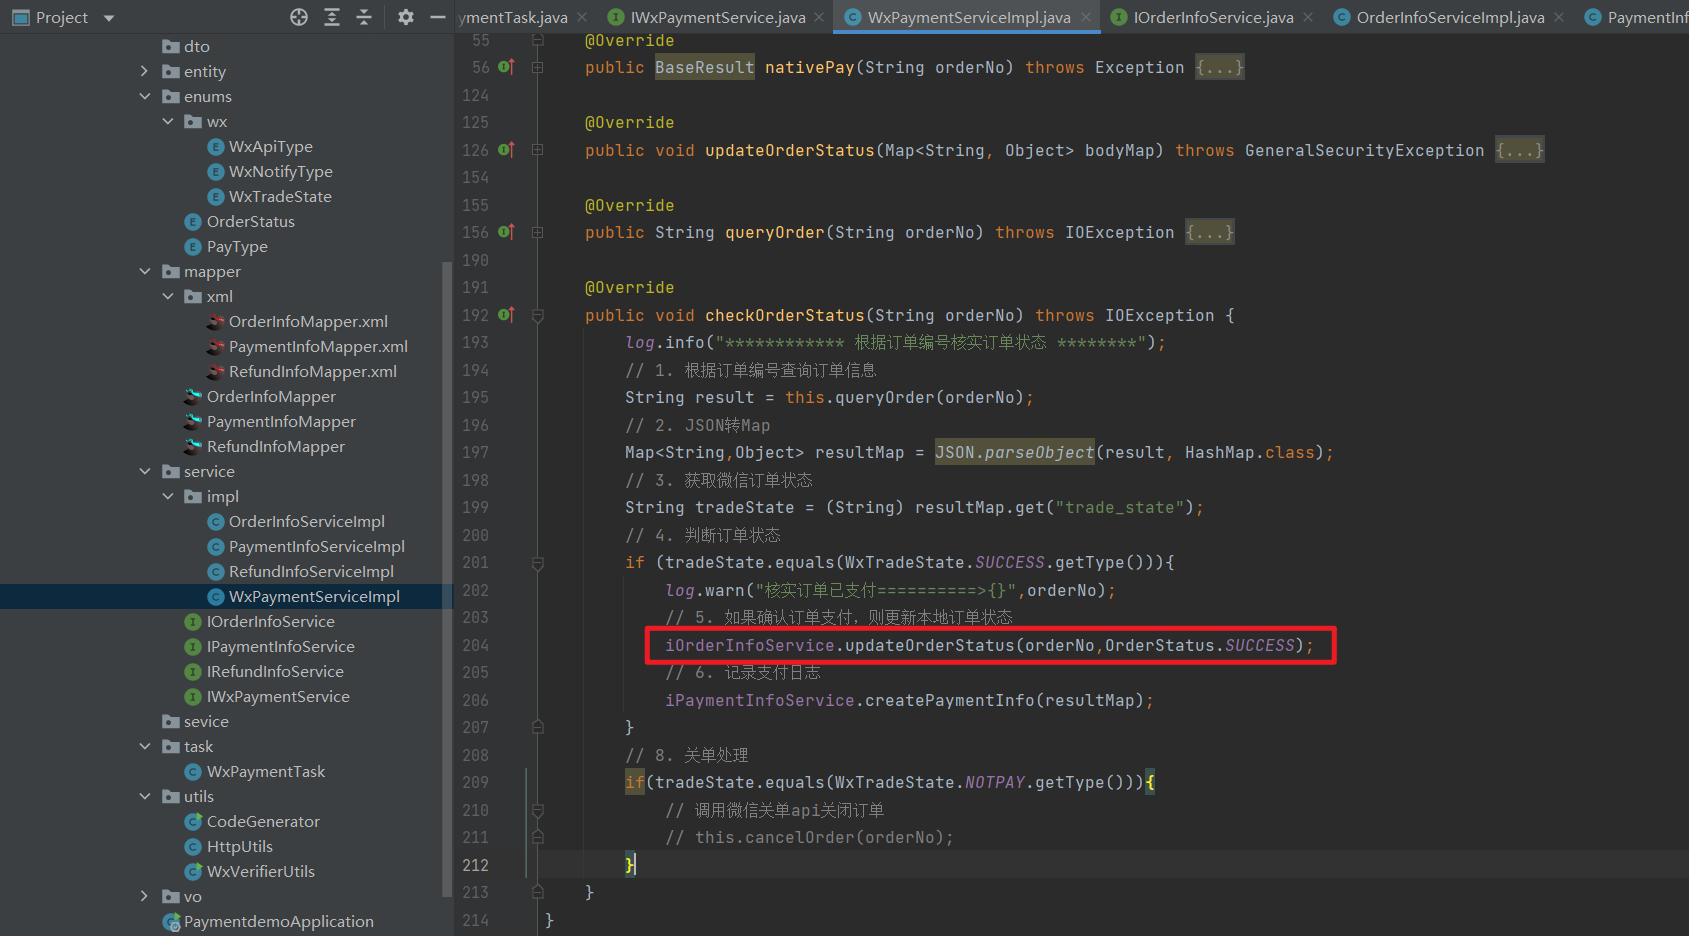 Project
ymentTask.java
IWxPaymentService.java
WxPaymentServiceImpl.java
IOrderInfoService.java
OrderInfoServiceImpl.java
PaymentInf
dto
entity
enums
wx
WxApiType
WxNotifyType
WxTradeState
OrderStatus
PayType
mapper
xml
OrderInfoMapper.xml
PaymentInfoMapper.xml
RefundInfoMapper.xml
OrderInfoMapper
PaymentInfoMapper
RefundInfoMapper
service
impl
OrderInfoServiceImpl
PaymentInfoServiceImpl
RefundInfoServiceImpl
WxPaymentServiceImpl
IOrderInfoService
IPaymentInfoService
IRefundInfoService
IWxPaymentService
sevice
task
WxPaymentTask
utils
CodeGenerator
HttpUtils
WxVerifierUtils
vo
PaymentdemoApplication
55 @Override
56 public BaseResult nativePay(String orderNo) throws Exception {...}
124
125 @Override
126 public void updateOrderStatus(Map<String, Object> bodyMap) throws GeneralSecurityException {...}
154
155 @Override
156 public String queryOrder(String orderNo) throws IOException {...}
190
191 @Override
192 public void checkOrderStatus(String orderNo) throws IOException {
193 log.info("************ 根据订单编号核实订单状态 ********");
194 // 1. 根据订单编号查询订单信息
195 String result = this.queryOrder(orderNo);
196 // 2. JSON转Map
197 Map<String,Object> resultMap = JSON.parseObject(result, HashMap.class);
198 // 3. 获取微信订单状态
199 String tradeState = (String) resultMap.get("trade_state");
200 // 4. 判断订单状态
201 if (tradeState.equals(WxTradeState.SUCCESS.getType())){
202 log.warn("核实订单已支付==========>{}",orderNo);
203 // 5. 如果确认订单支付，则更新本地订单状态
204 iOrderInfoService.updateOrderStatus(orderNo,OrderStatus.SUCCESS);
205 // 6. 记录支付日志
206 iPaymentInfoService.createPaymentInfo(resultMap);
207 }
208 // 8. 关单处理
209 if(tradeState.equals(WxTradeState.NOTPAY.getType())){
210 // 调用微信关单api关闭订单
211 // this.cancelOrder(orderNo);
212 }
213 }
214 }